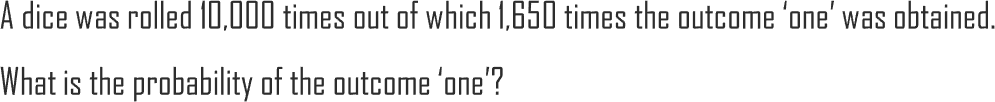 A dice was rolled 10,000 times out of which 1,650 times the outcome ‘one’ was obtained.
What is the probability of the outcome ‘one’?